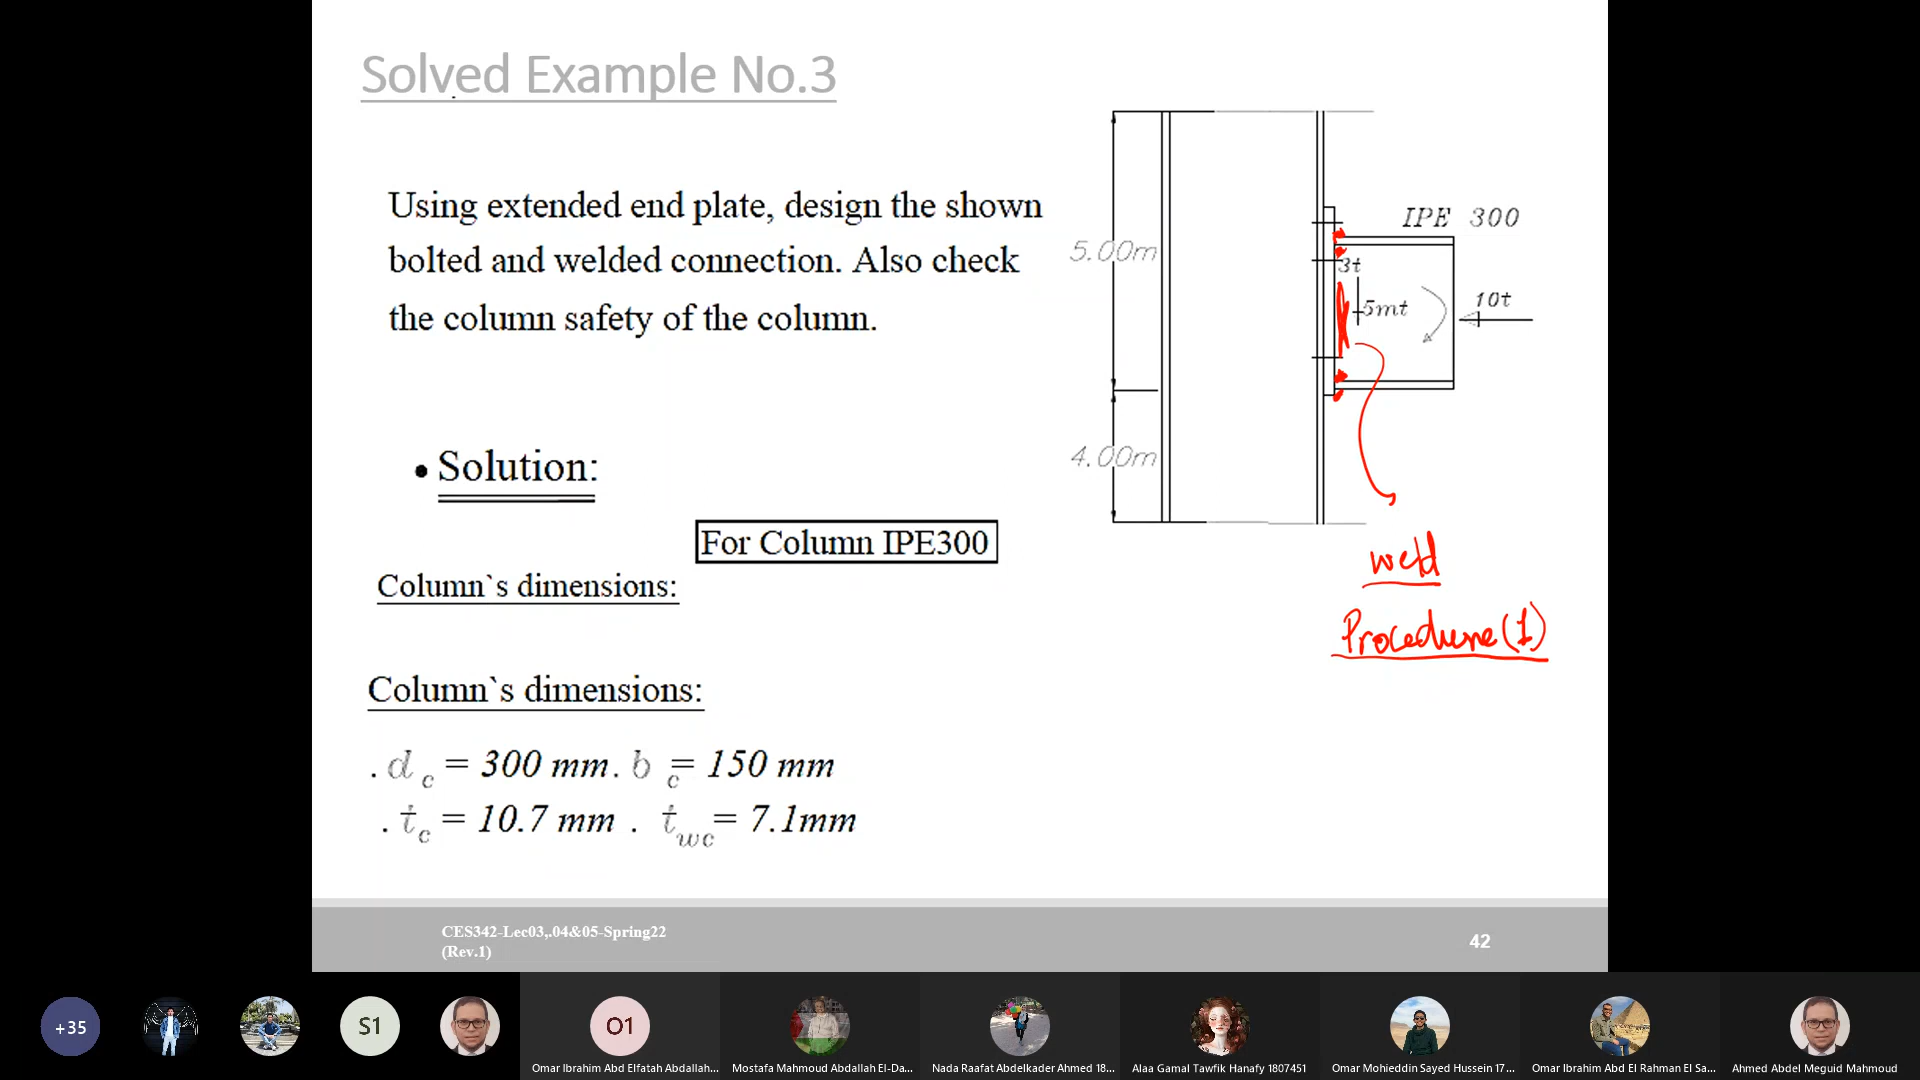 Solved Example No.3
Using extended end plate, design the shown
bolted and welded connection. Also check
the column safety of the column.
• Solution:
For Column IPE300
Column`s dimensions:
Column`s dimensions:
. d c = 300 mm. b c = 150 mm
. t c = 10.7 mm . t wc = 7.1mm
5.00m
4.00m
IPE 300
3t
5mt
10t
weld
Procedure(1)
CES342-Lec03,.04&05-Spring22
(Rev.1)
42
+35
S1
O1
Omar Ibrahim Abd Elfatah Abdallah...
Mostafa Mahmoud Abdallah El-Da...
Nada Raafat Abdelkader Ahmed 18...
Alaa Gamal Tawfik Hanafy 1807451
Omar Mohieddin Sayed Hussein 17...
Omar Ibrahim Abd El Rahman El Sa...
Ahmed Abdel Meguid Mahmoud